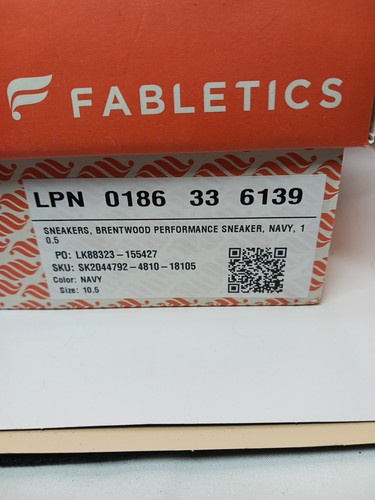 FABLETICS
LPN 0186 33 6139
SNEAKERS, BRENTWOOD PERFORMANCE SNEAKER, NAVY, 1
0.5
PO: LK88323-155427
SKU: SK2044792-4810-18105
Color: NAVY
Size: 10.5